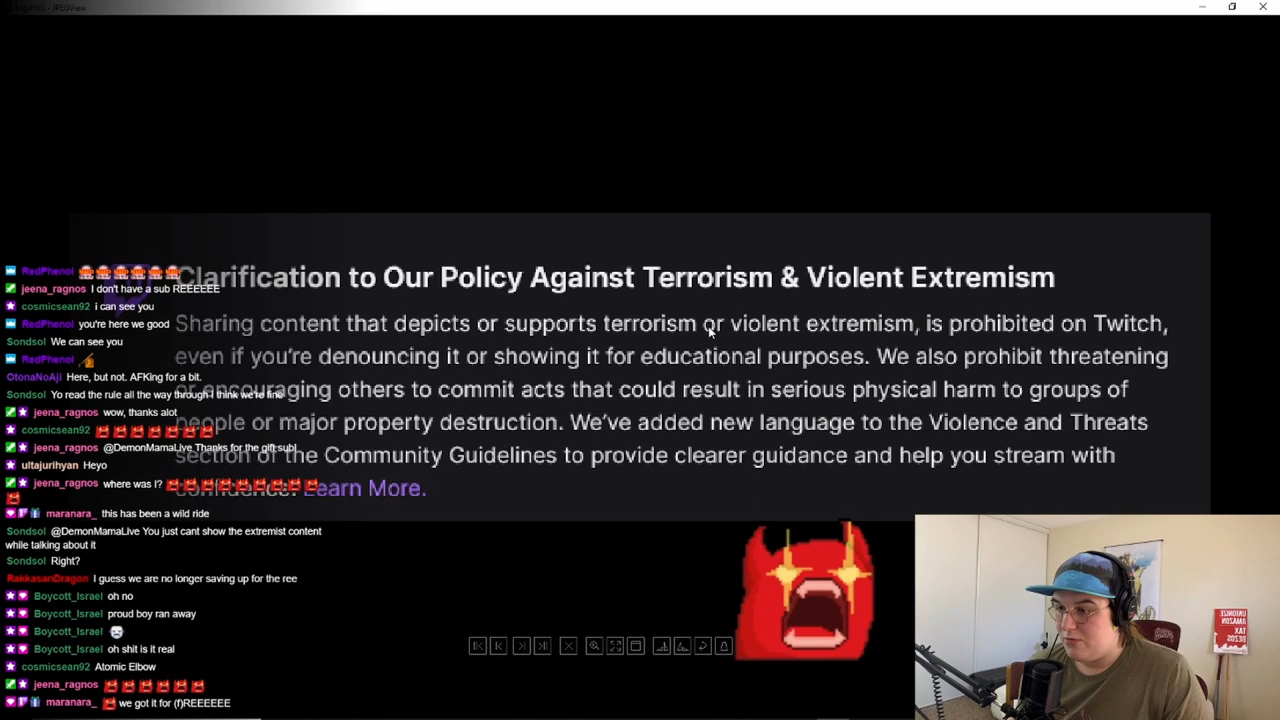 JPEGView
Clarification to Our Policy Against Terrorism & Violent Extremism
Sharing content that depicts or supports terrorism or violent extremism, is prohibited on Twitch,
even if you're denouncing it or showing it for educational purposes. We also prohibit threatening
or encouraging others to commit acts that could result in serious physical harm to groups of
people or major property destruction. We've added new language to the Violence and Threats
section of the Community Guidelines to provide clearer guidance and help you stream with
confidence. Learn More.
RedPhenol
jeena_ragnos I don't have a sub REEEEEE
cosmicsean92 i can see you
RedPhenol you're here we good
Sondsol We can see you
RedPhenol
OtonaNoAji Here, but not. AFKing for a bit.
Sondsol Yo read the rule all the way through I think we're fine
jeena_ragnos wow, thanks alot
cosmicsean92
jeena_ragnos @DemonMamaLive Thanks for the gift sub!
ultajurihyan Heyo
jeena_ragnos where was I?
maranara_ this has been a wild ride
Sondsol @DemonMamaLive You just cant show the extremist content
while talking about it
Sondsol Right?
RakkasanDragon I guess we are no longer saving up for the ree
Boycott_Israel oh no
Boycott_Israel proud boy ran away
Boycott_Israel
Boycott_Israel oh shit is it real
cosmicsean92 Atomic Elbow
jeena_ragnos
maranara_ we got it for (f)REEEEEE
UNIONIZE
AMAZON
TAX
BEZOS